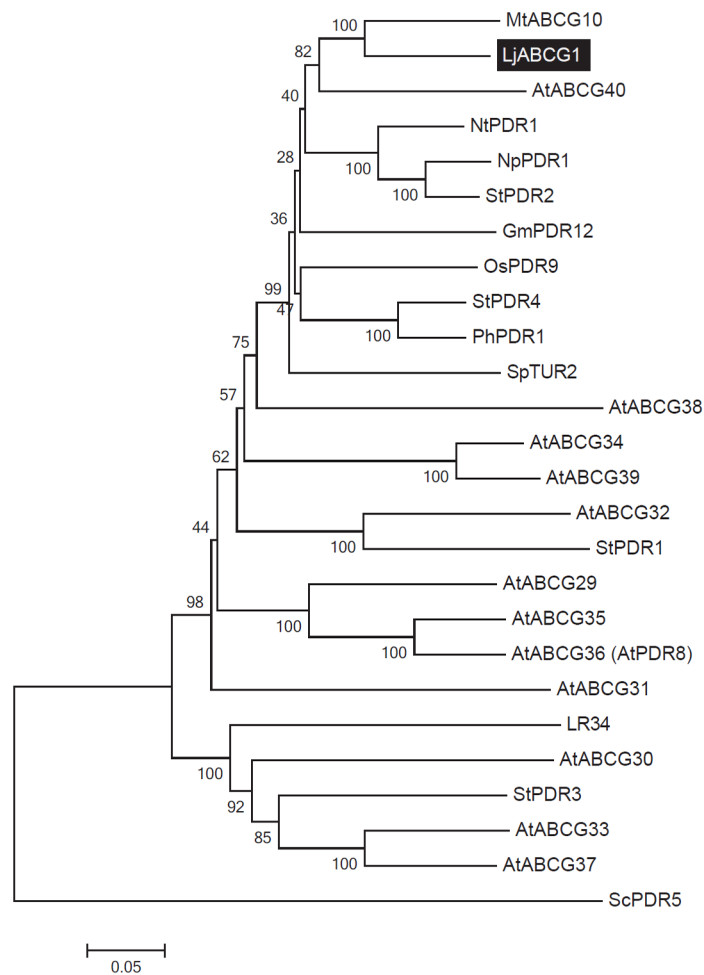 MtABCG10
100
LjABCG1
82
AtABCG40
40
NtPDR1
100
NpPDR1
28
100
StPDR2
36
GmPDR12
OsPDR9
99
47
StPDR4
100
PhPDR1
75
SpTUR2
57
AtABCG38
AtABCG34
62
100
AtABCG39
AtABCG32
44
100
StPDR1
AtABCG29
98
100
AtABCG35
100
AtABCG36 (AtPDR8)
AtABCG31
LR34
100
AtABCG30
92
StPDR3
85
AtABCG33
100
AtABCG37
ScPDR5
0.05